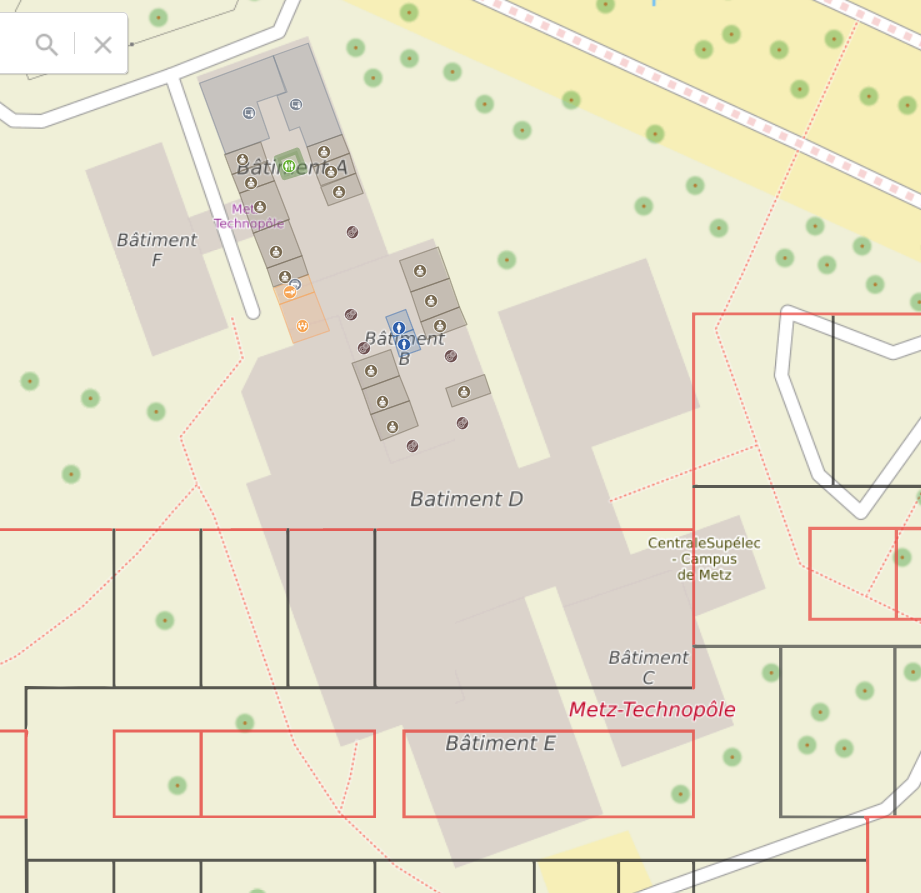 Bâtiment A
Metz
Technopôle
Bâtiment
F
Bâtiment
B
Batiment D
CentraleSupélec
- Campus
de Metz
Bâtiment
C
Metz-Technopôle
Bâtiment E